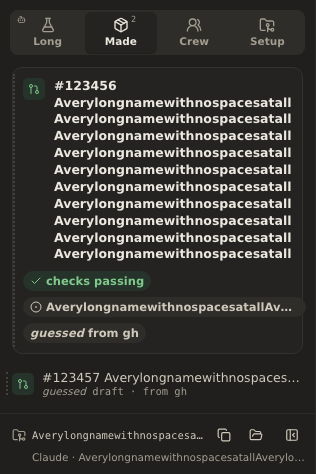 2
Long Made Crew Setup
#123456
Averylongnamewithnospacesatall
Averylongnamewithnospacesatall
Averylongnamewithnospacesatall
Averylongnamewithnospacesatall
Averylongnamewithnospacesatall
Averylongnamewithnospacesatall
Averylongnamewithnospacesatall
Averylongnamewithnospacesatall
Averylongnamewithnospacesatall
Averylongnamewithnospacesatall
checks passing
AverylongnamewithnospacesatallAv…
guessed from gh
#123457 Averylongnamewithnospaces…
guessed draft · from gh
Averylongnamewithnospacesa…
Claude · AverylongnamewithnospacesatallAverylo…